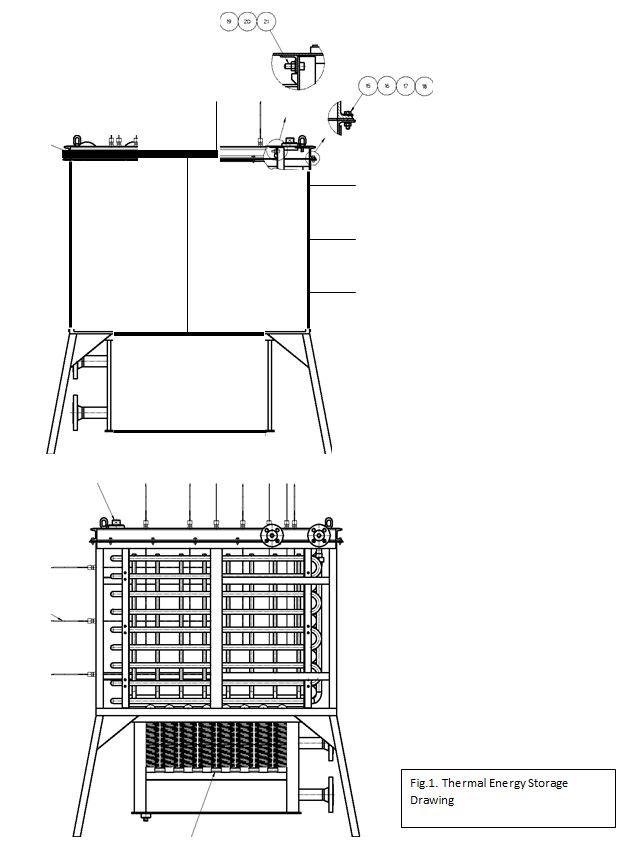 19 20 21
15 16 17 18
Fig.1. Thermal Energy Storage
Drawing